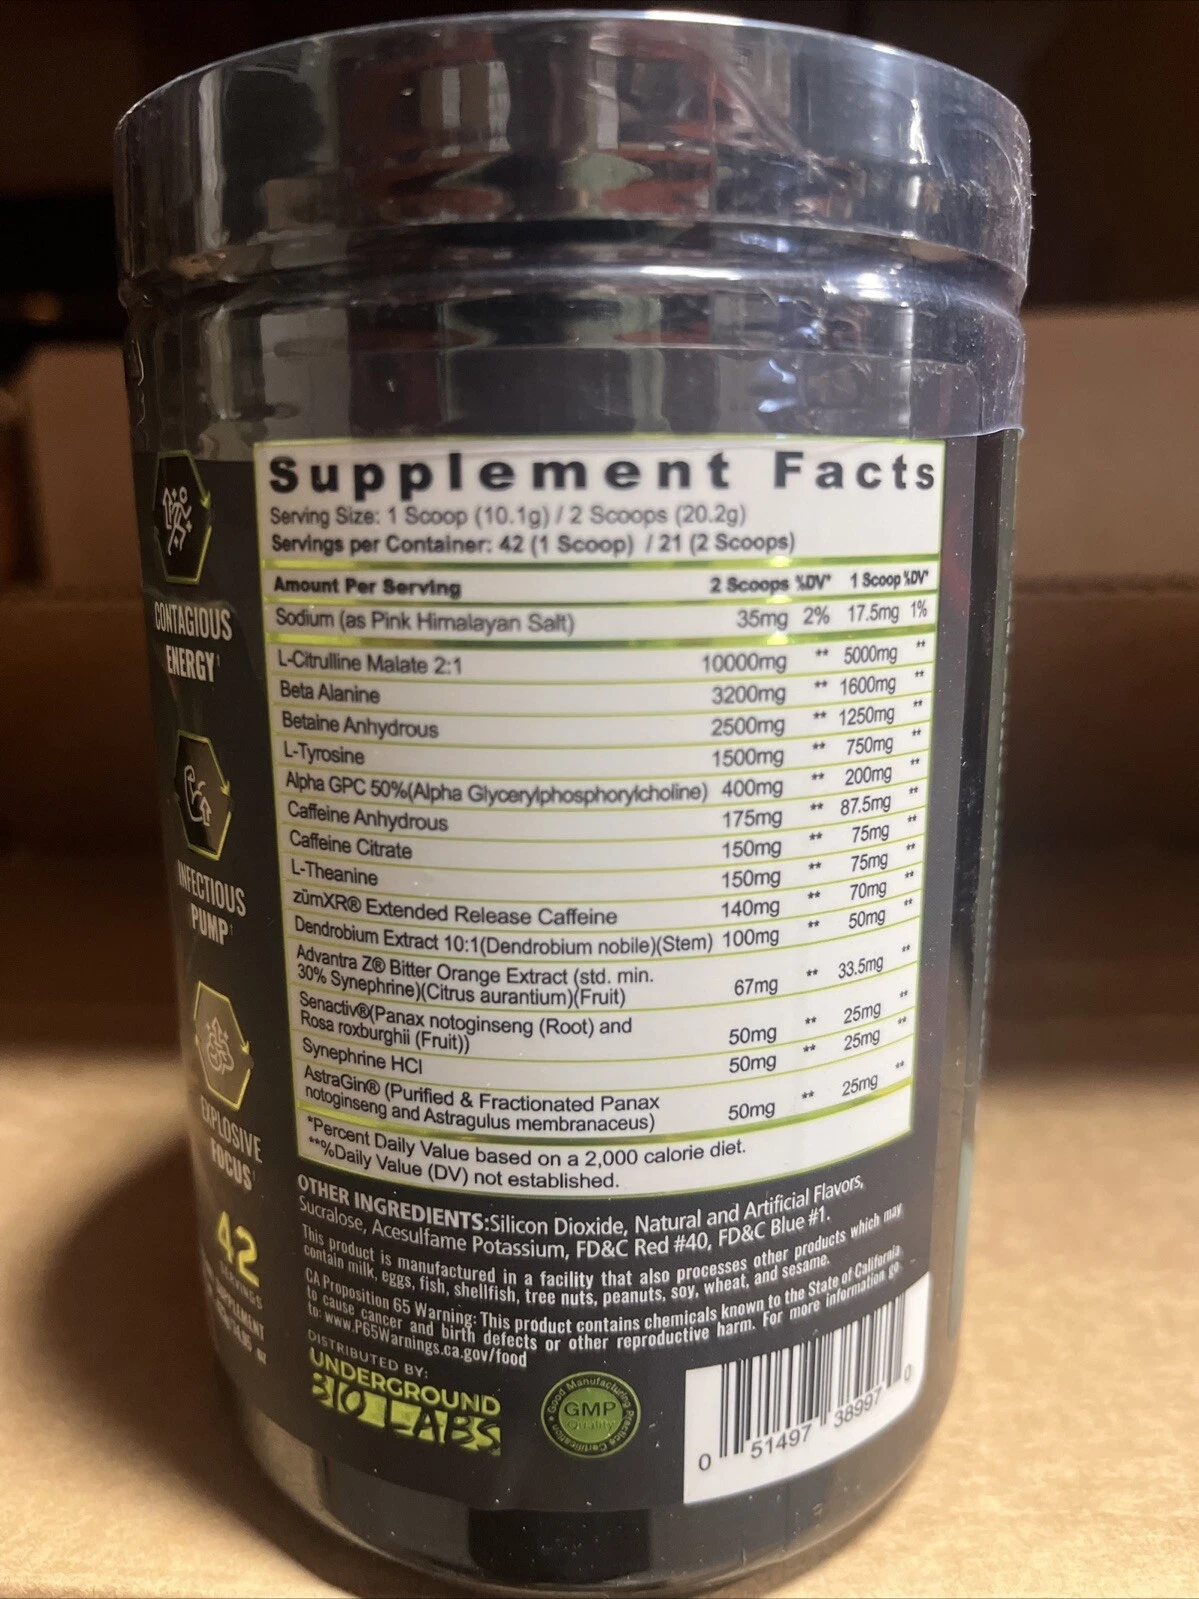 Supplement Facts
Serving Size: 1 Scoop (10.1g) / 2 Scoops (20.2g)
Servings per Container: 42 (1 Scoop) / 21 (2 Scoops)
Amount Per Serving 2 Scoops %DV* 1 Scoop %DV*
Sodium (as Pink Himalayan Salt) 35mg 2% 17.5mg 1%
L-Citrulline Malate 2:1 10000mg ** 5000mg **
Beta Alanine 3200mg ** 1600mg **
Betaine Anhydrous 2500mg ** 1250mg **
L-Tyrosine 1500mg ** 750mg **
Alpha GPC 50%(Alpha Glycerylphosphorylcholine) 400mg ** 200mg **
Caffeine Anhydrous 175mg ** 87.5mg **
Caffeine Citrate 150mg ** 75mg **
L-Theanine 150mg ** 75mg **
zümXR® Extended Release Caffeine 140mg ** 70mg **
Dendrobium Extract 10:1(Dendrobium nobile)(Stem) 100mg ** 50mg **
Advantra Z® Bitter Orange Extract (std. min.
30% Synephrine)(Citrus aurantium)(Fruit) 67mg ** 33.5mg **
Senactiv®(Panax notoginseng (Root) and
Rosa roxburghii (Fruit)) 50mg ** 25mg **
Synephrine HCl 50mg ** 25mg **
AstraGin® (Purified & Fractionated Panax
notoginseng and Astragulus membranaceus) 50mg ** 25mg **
*Percent Daily Value based on a 2,000 calorie diet.
**%Daily Value (DV) not established.
OTHER INGREDIENTS:Silicon Dioxide, Natural and Artificial Flavors,
Sucralose, Acesulfame Potassium, FD&C Red #40, FD&C Blue #1.
This product is manufactured in a facility that also processes other products which may
contain milk, eggs, fish, shellfish, tree nuts, peanuts, soy, wheat, and sesame.
CA Proposition 65 Warning: This product contains chemicals known to the State of California
to cause cancer and birth defects or other reproductive harm. For more information go
to: www.P65Warnings.ca.gov/food
DISTRIBUTED BY:
UNDERGROUND
BIO LABS
Good Manufacturing Practice Certification
GMP
Quality
0 51497 38997 0
CONTAGIOUS
ENERGY
INFECTIOUS
PUMP
EXPLOSIVE
FOCUS
42
SERVINGS
SUPPLEMENT